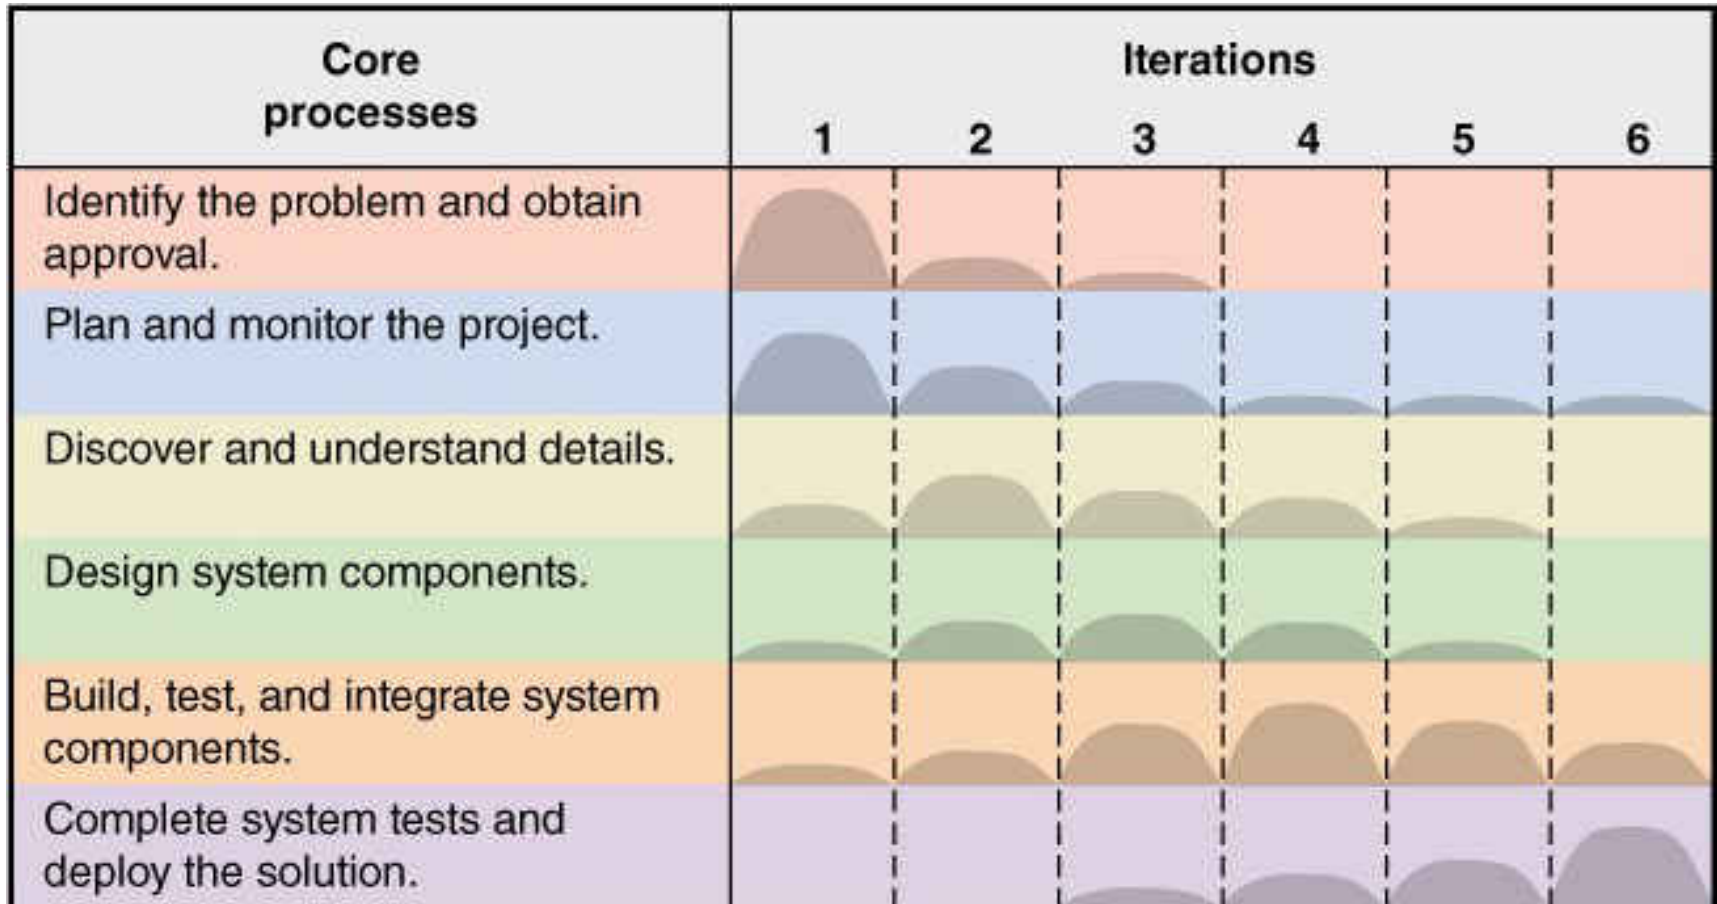 Core
processes
Iterations
1 2 3 4 5 6
Identify the problem and obtain
approval.
Plan and monitor the project.
Discover and understand details.
Design system components.
Build, test, and integrate system
components.
Complete system tests and
deploy the solution.